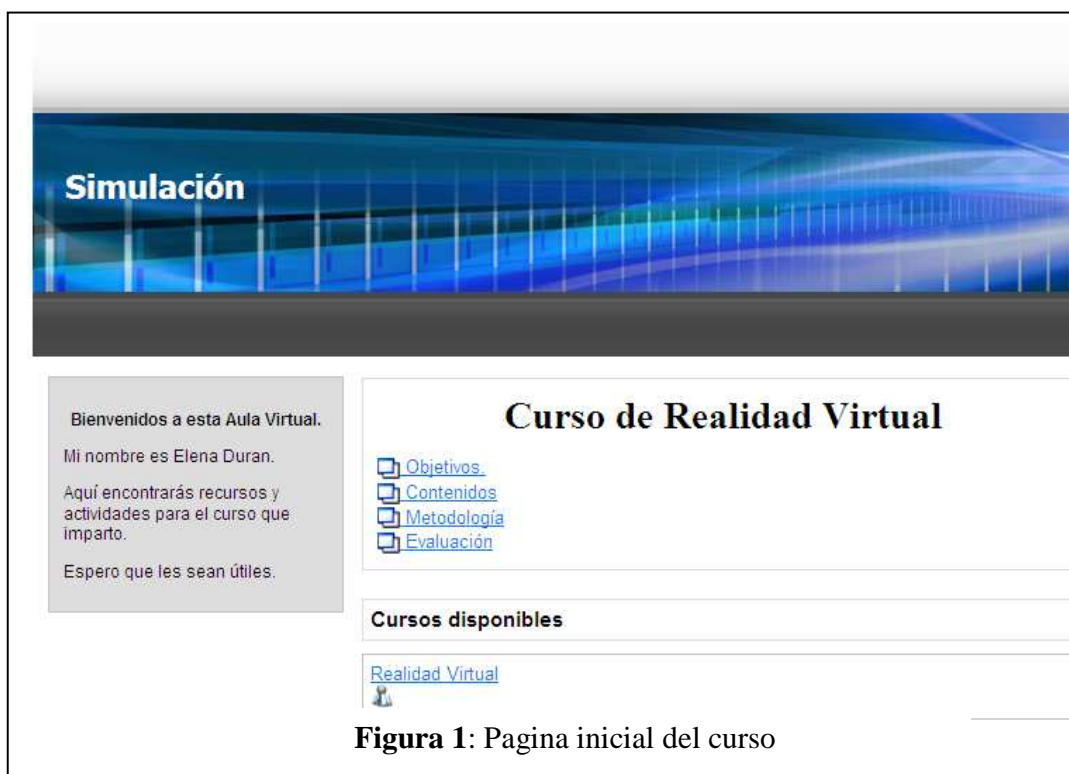 Simulación
Bienvenidos a esta Aula Virtual.
Mi nombre es Elena Duran.
Aquí encontrarás recursos y
actividades para el curso que
imparto.
Espero que les sean útiles.
Curso de Realidad Virtual
Objetivos.
Contenidos
Metodología
Evaluación
Cursos disponibles
Realidad Virtual
Figura 1: Pagina inicial del curso